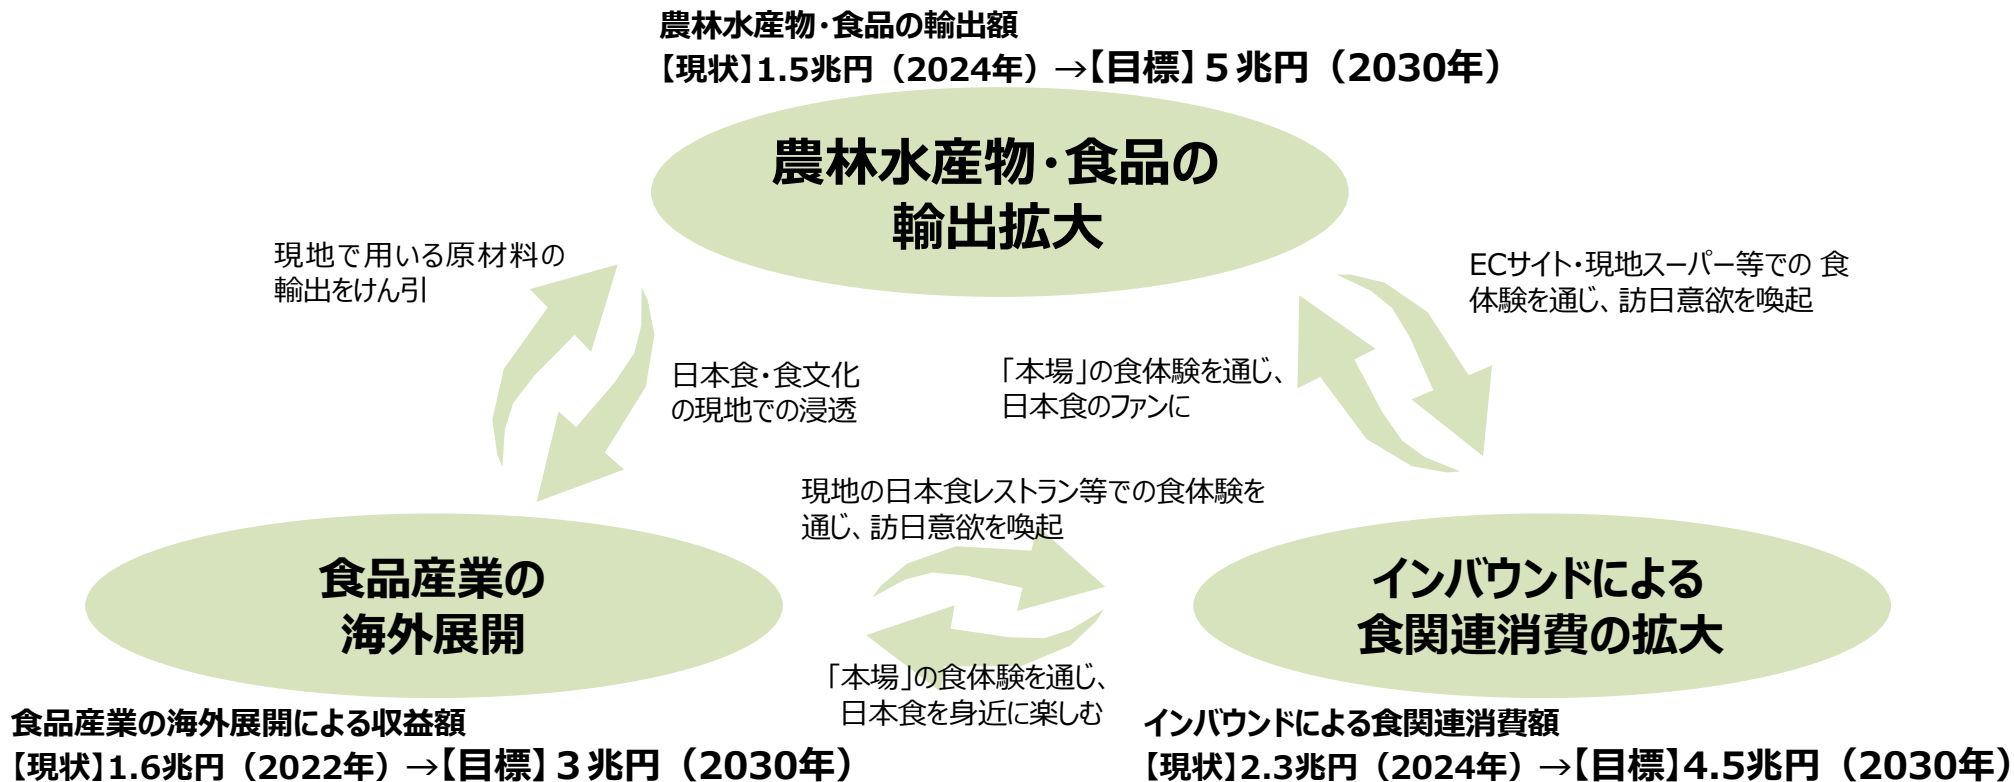 農林水産物・食品の輸出額
【現状】1.5兆円（2024年）→【目標】５兆円（2030年）
農林水産物・食品の
輸出拡大
現地で用いる原材料の
輸出をけん引
ECサイト・現地スーパー等での 食
体験を通じ、訪日意欲を喚起
日本食・食文化
の現地での浸透
「本場」の食体験を通じ、
日本食のファンに
現地の日本食レストラン等での食体験を
通じ、訪日意欲を喚起
食品産業の
海外展開
インバウンドによる
食関連消費の拡大
「本場」の食体験を通じ、
日本食を身近に楽しむ
食品産業の海外展開による収益額
【現状】1.6兆円（2022年）→【目標】３兆円（2030年）
インバウンドによる食関連消費額
【現状】2.3兆円（2024年）→【目標】4.5兆円（2030年）